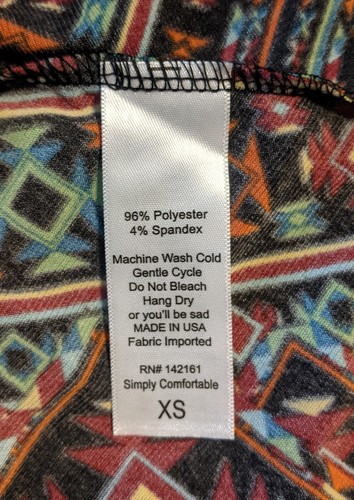 96% Polyester
4% Spandex
Machine Wash Cold
Gentle Cycle
Do Not Bleach
Hang Dry
or you'll be sad
MADE IN USA
Fabric Imported
RN# 142161
Simply Comfortable
XS